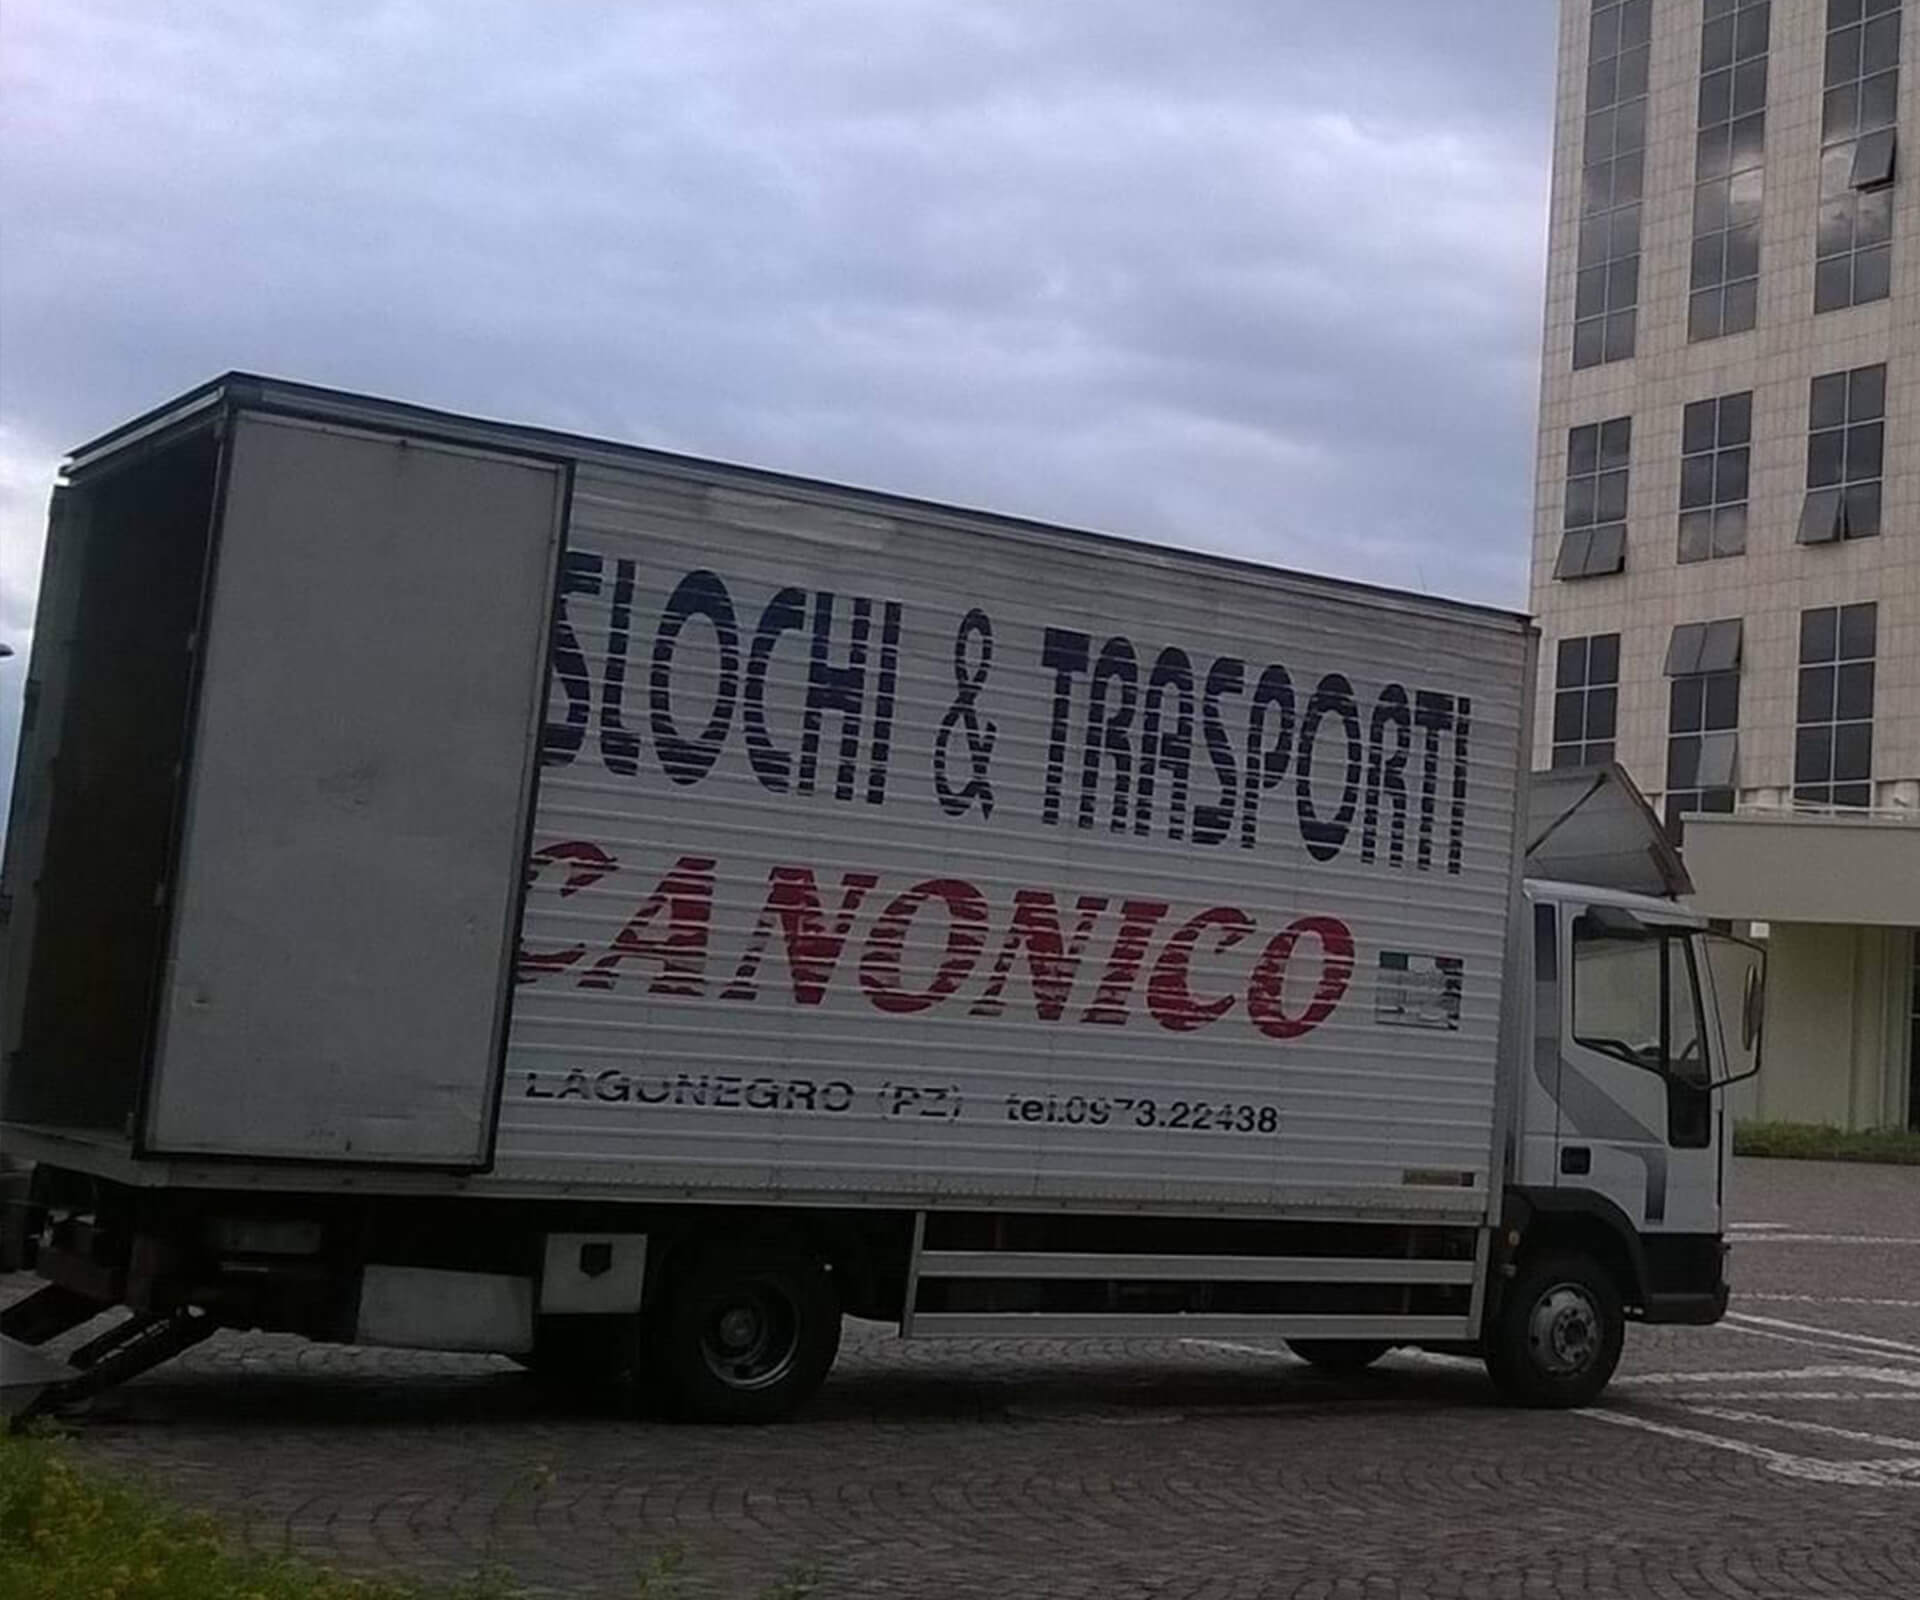 SLOCHI & TRASPORTI
CANONICO
LAGONEGRO (PZ) tel.0973.22438